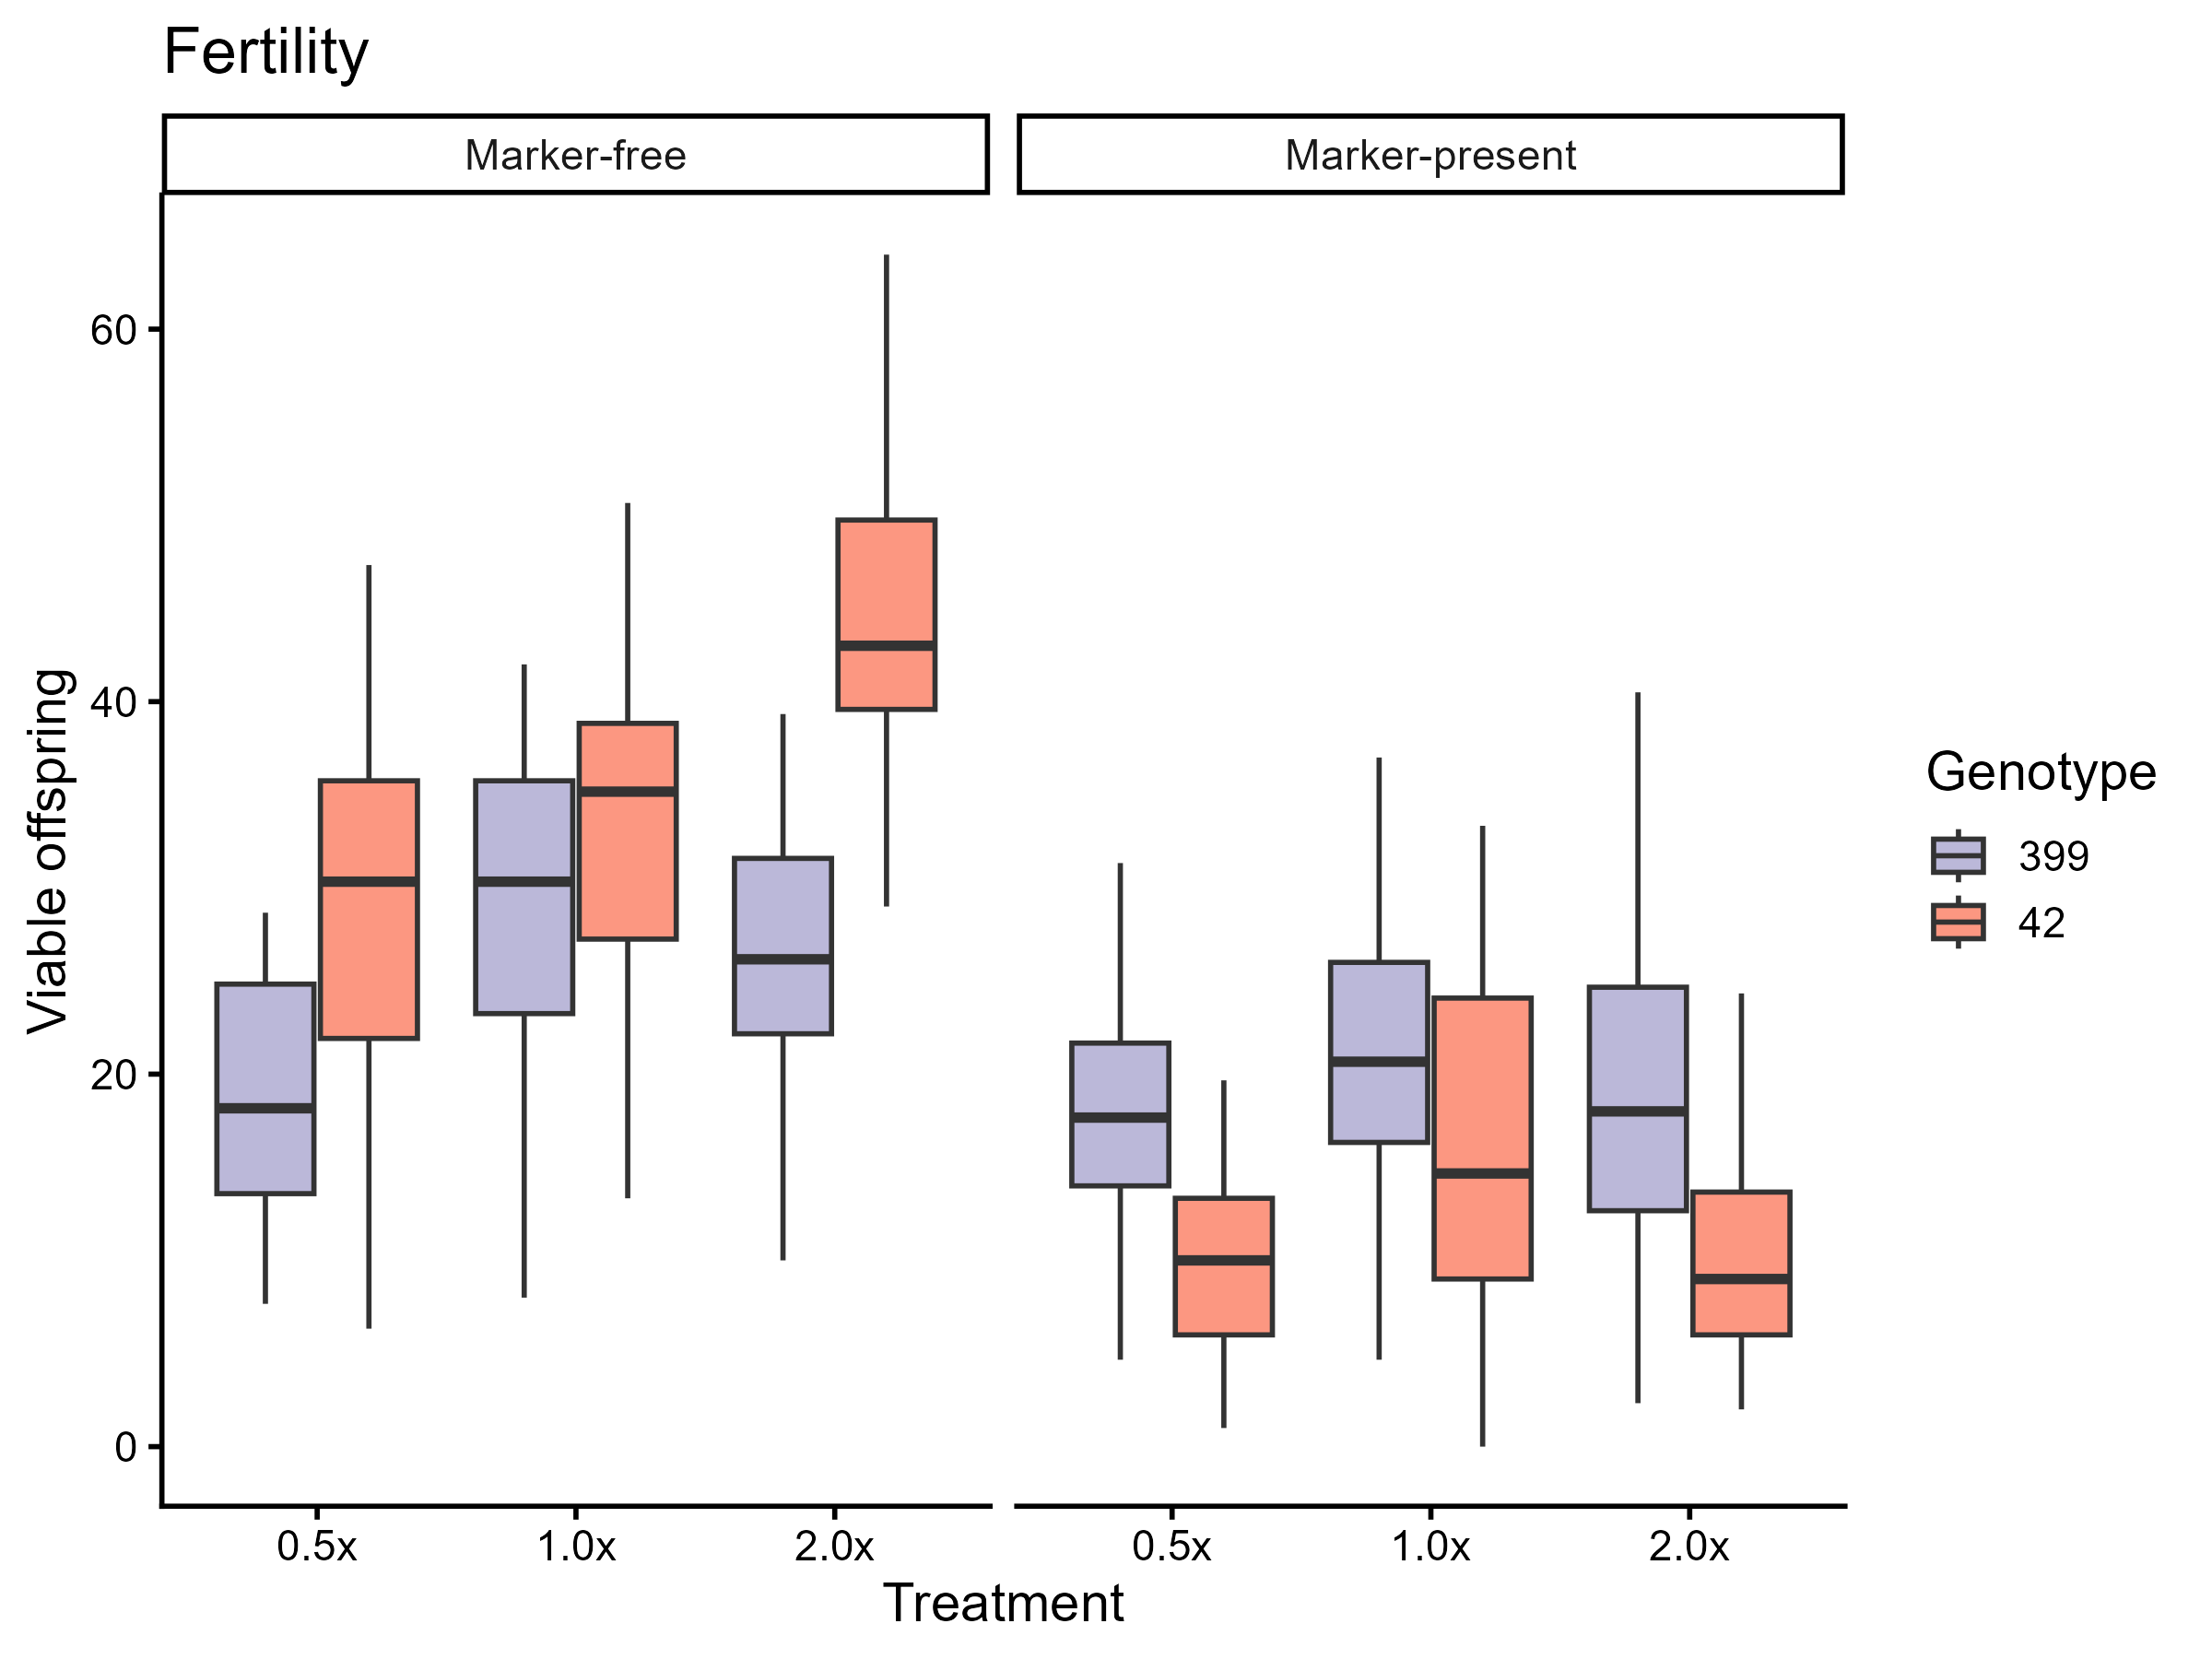 Fertility
Marker-free
Marker-present
Viable offspring
60
40
20
0
0.5x
1.0x
2.0x
0.5x
1.0x
2.0x
Treatment
Genotype
399
42